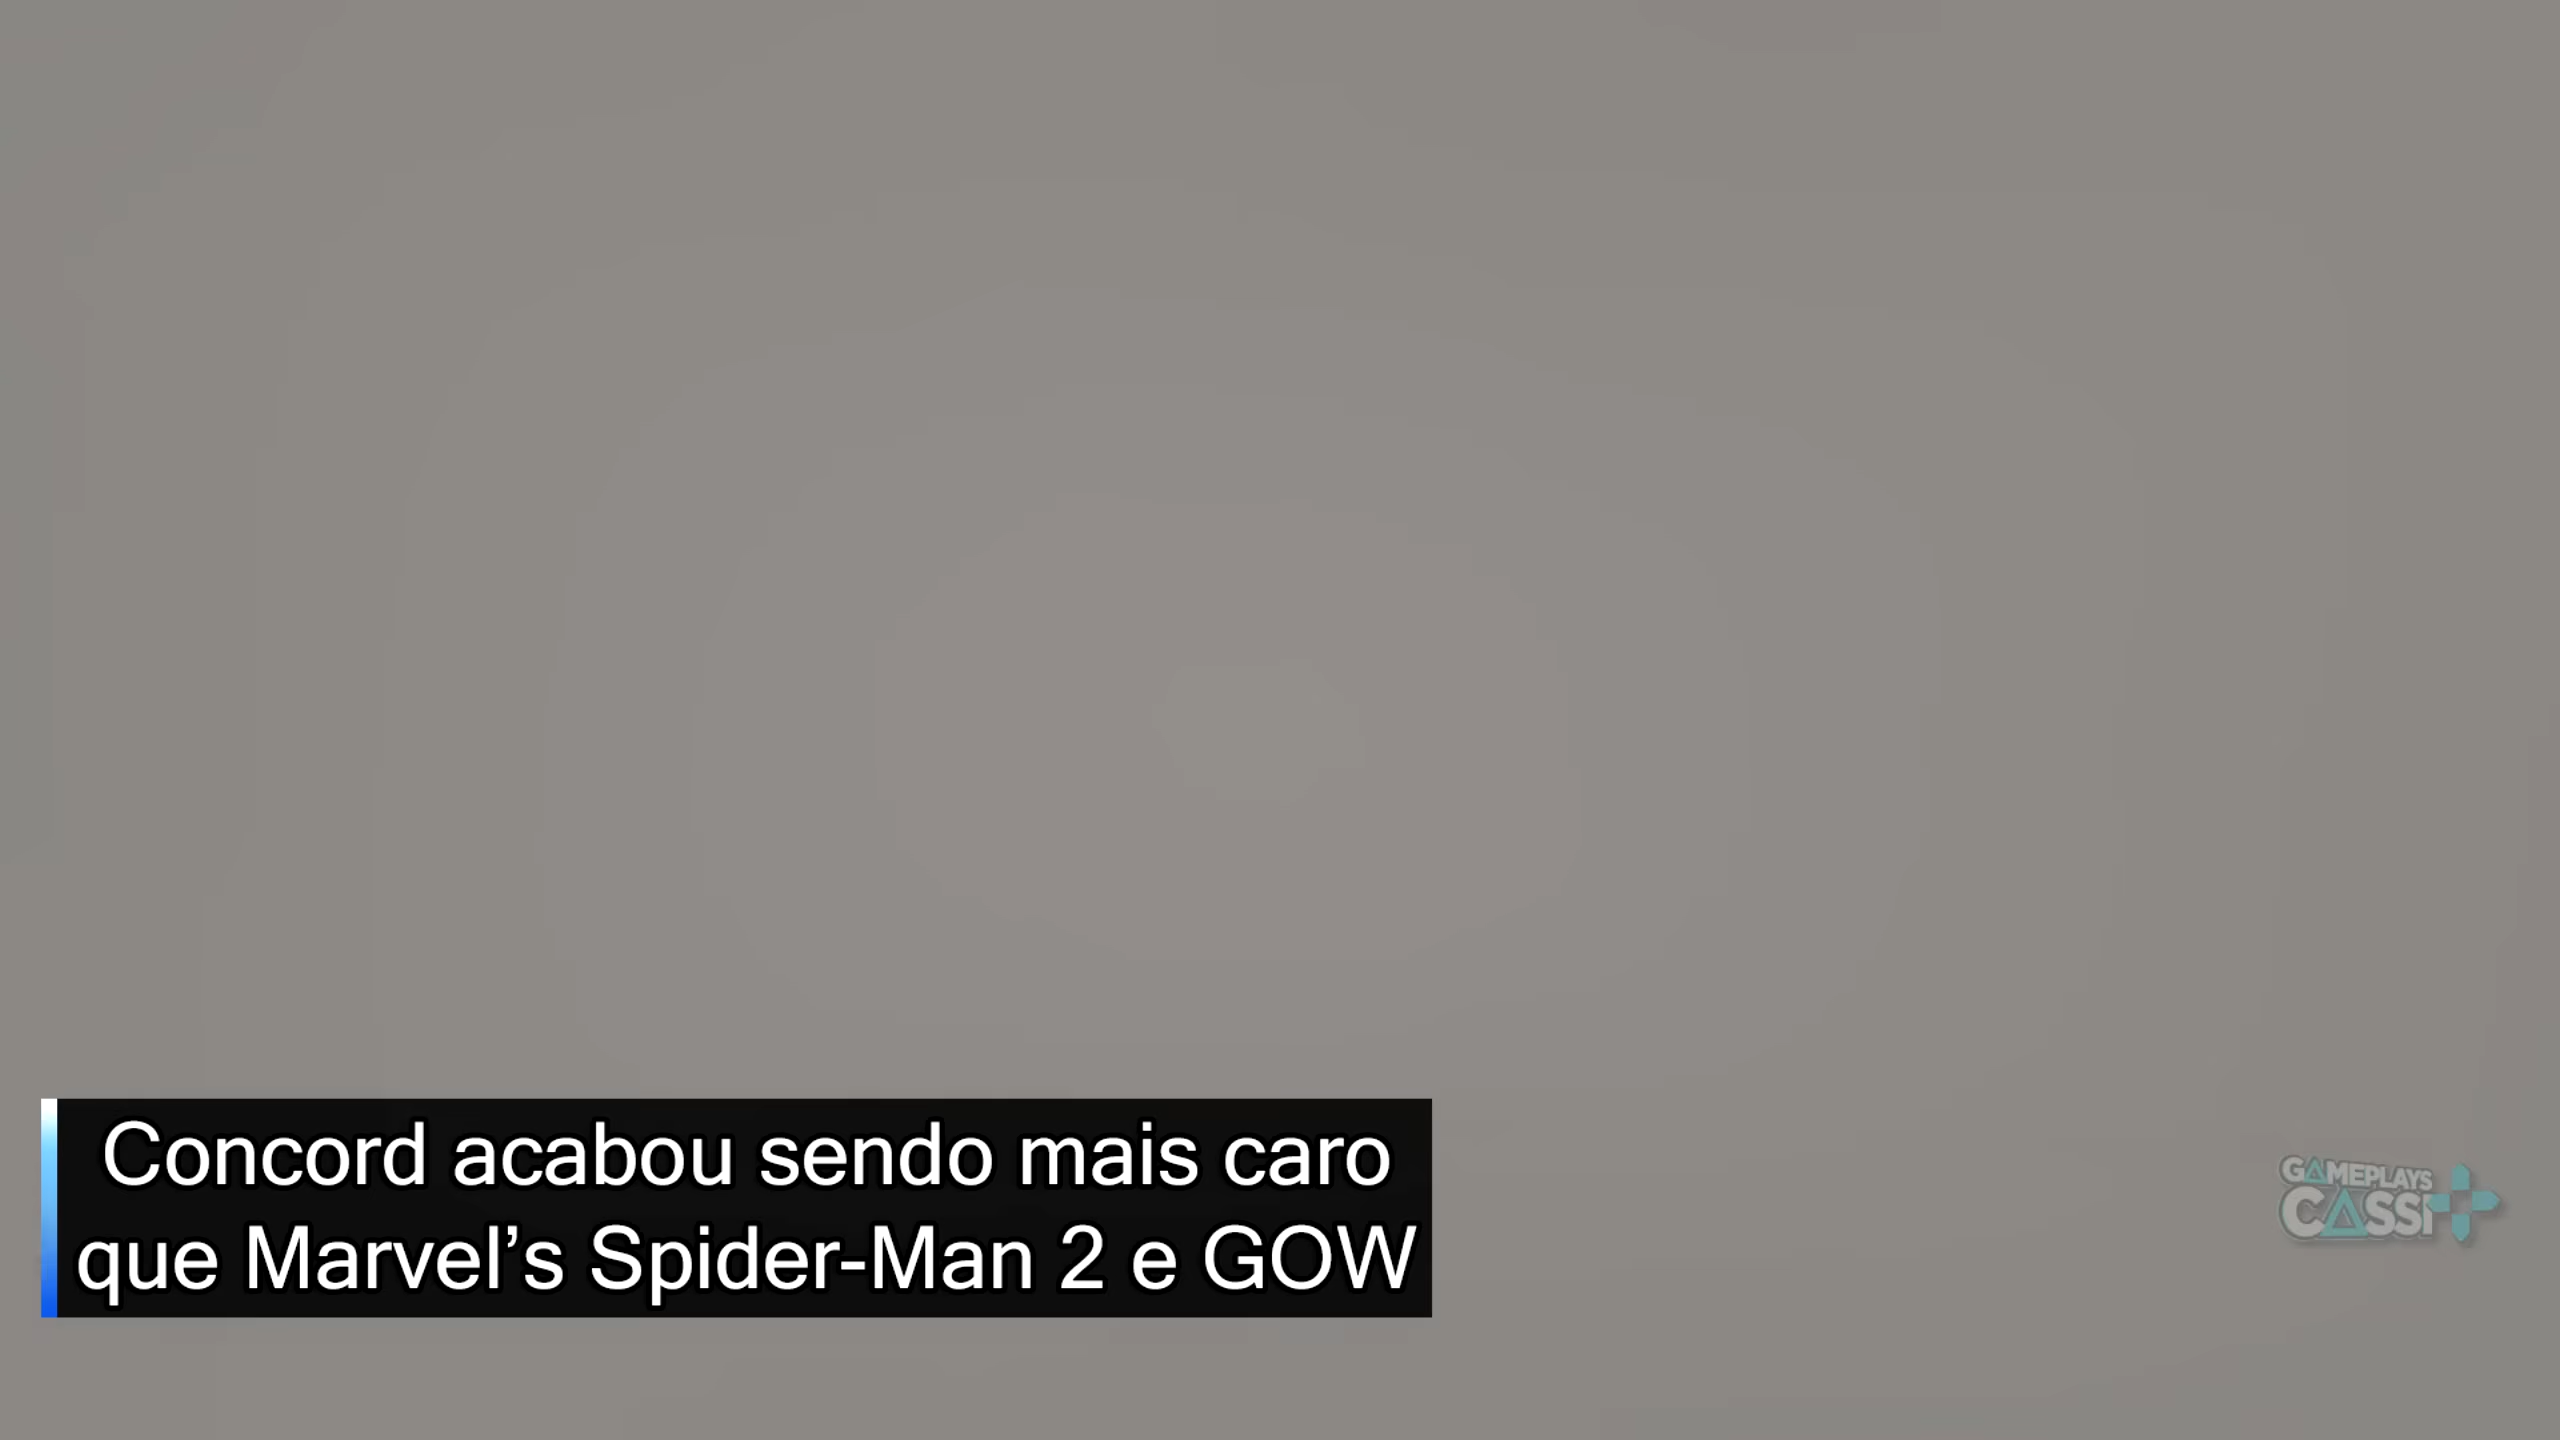 Concord acabou sendo mais caro
que Marvel’s Spider-Man 2 e GOW
GAMEPLAYS
CASSI